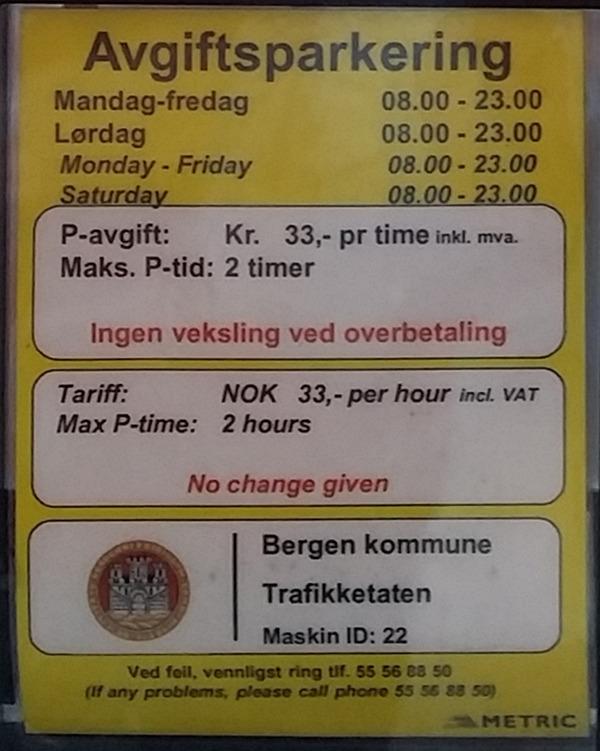 Avgiftsparkering
Mandag-fredag 08.00 - 23.00
Lørdag 08.00 - 23.00
Monday - Friday 08.00 - 23.00
Saturday 08.00 - 23.00
P-avgift: Kr. 33,- pr time inkl. mva.
Maks. P-tid: 2 timer
Ingen veksling ved overbetaling
Tariff: NOK 33,- per hour incl. VAT
Max P-time: 2 hours
No change given
Bergen kommune
Trafikketaten
Maskin ID: 22
Ved feil, vennligst ring tlf. 55 56 88 50
(If any problems, please call phone 55 56 88 50)
METRIC